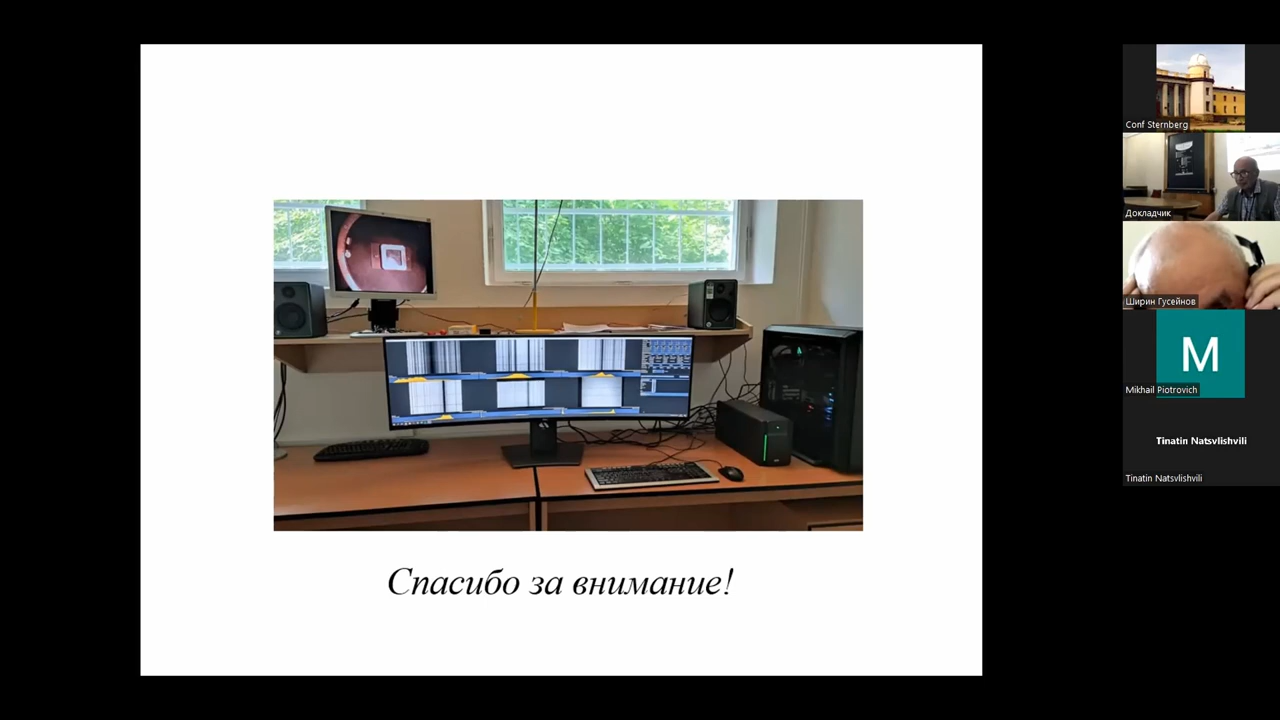 Спасибо за внимание!
Conf Sternberg
Докладчик
Ширин Гусейнов
M
Mikhail Piotrovich
Tinatin Natsvlishvili
Tinatin Natsvlishvili